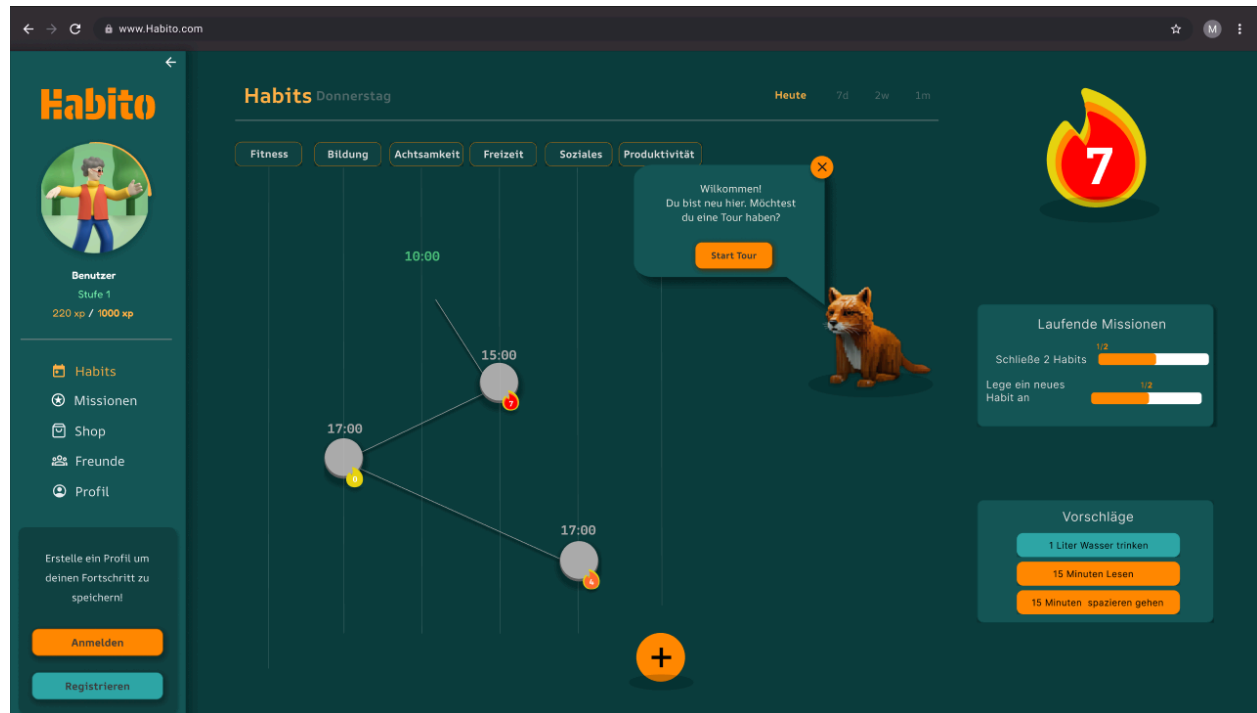 www.Habito.com
M
Habito
Benutzer
Stufe 1
220 xp / 1000 xp
Habits
Missionen
Shop
Freunde
Profil
Erstelle ein Profil um
deinen Fortschritt zu
speichern!
Anmelden
Registrieren
Habits Donnerstag
Heute 7d 2w 1m
Fitness Bildung Achtsamkeit Freizeit Soziales Produktivität
Wilkommen!
Du bist neu hier. Möchtest
du eine Tour haben?
Start Tour
10:00
15:00
7
17:00
0
17:00
4
7
Laufende Missionen
1/2
Schließe 2 Habits
Lege ein neues
Habit an
1/2
Vorschläge
1 Liter Wasser trinken
15 Minuten Lesen
15 Minuten spazieren gehen